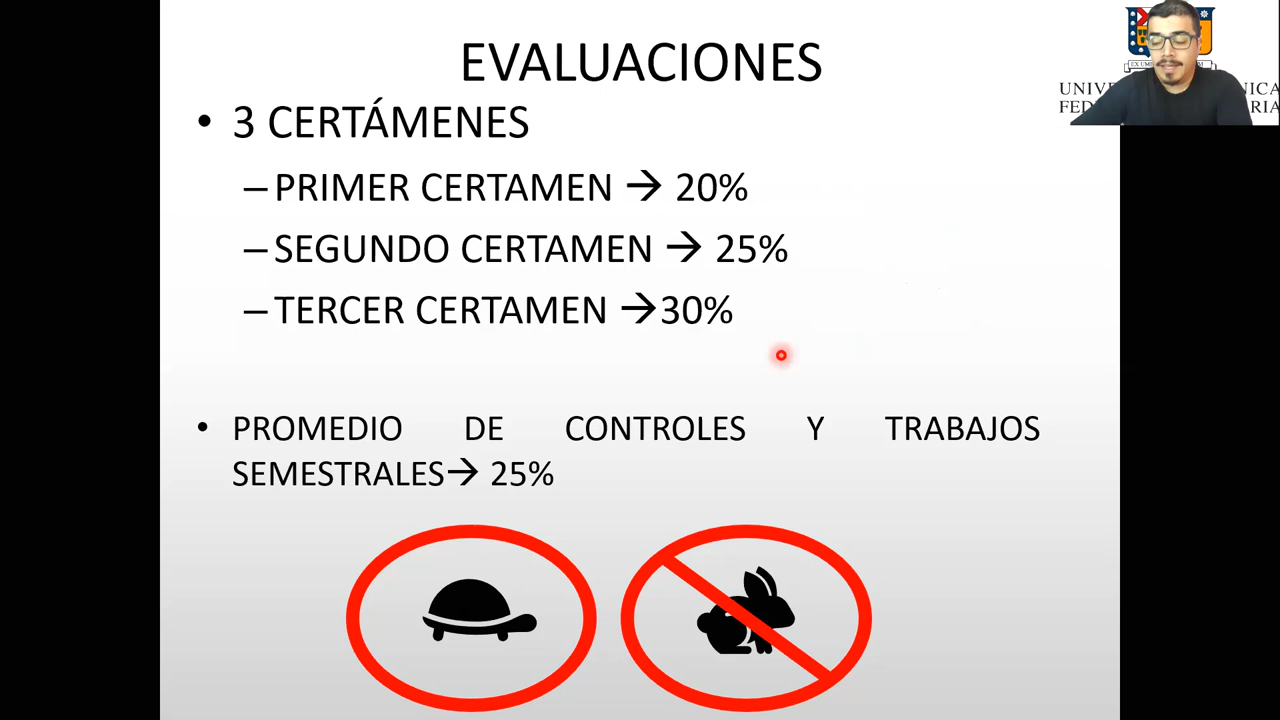 EVALUACIONES
• 3 CERTÁMENES
– PRIMER CERTAMEN → 20%
– SEGUNDO CERTAMEN → 25%
– TERCER CERTAMEN →30%
• PROMEDIO DE CONTROLES Y TRABAJOS
SEMESTRALES→ 25%